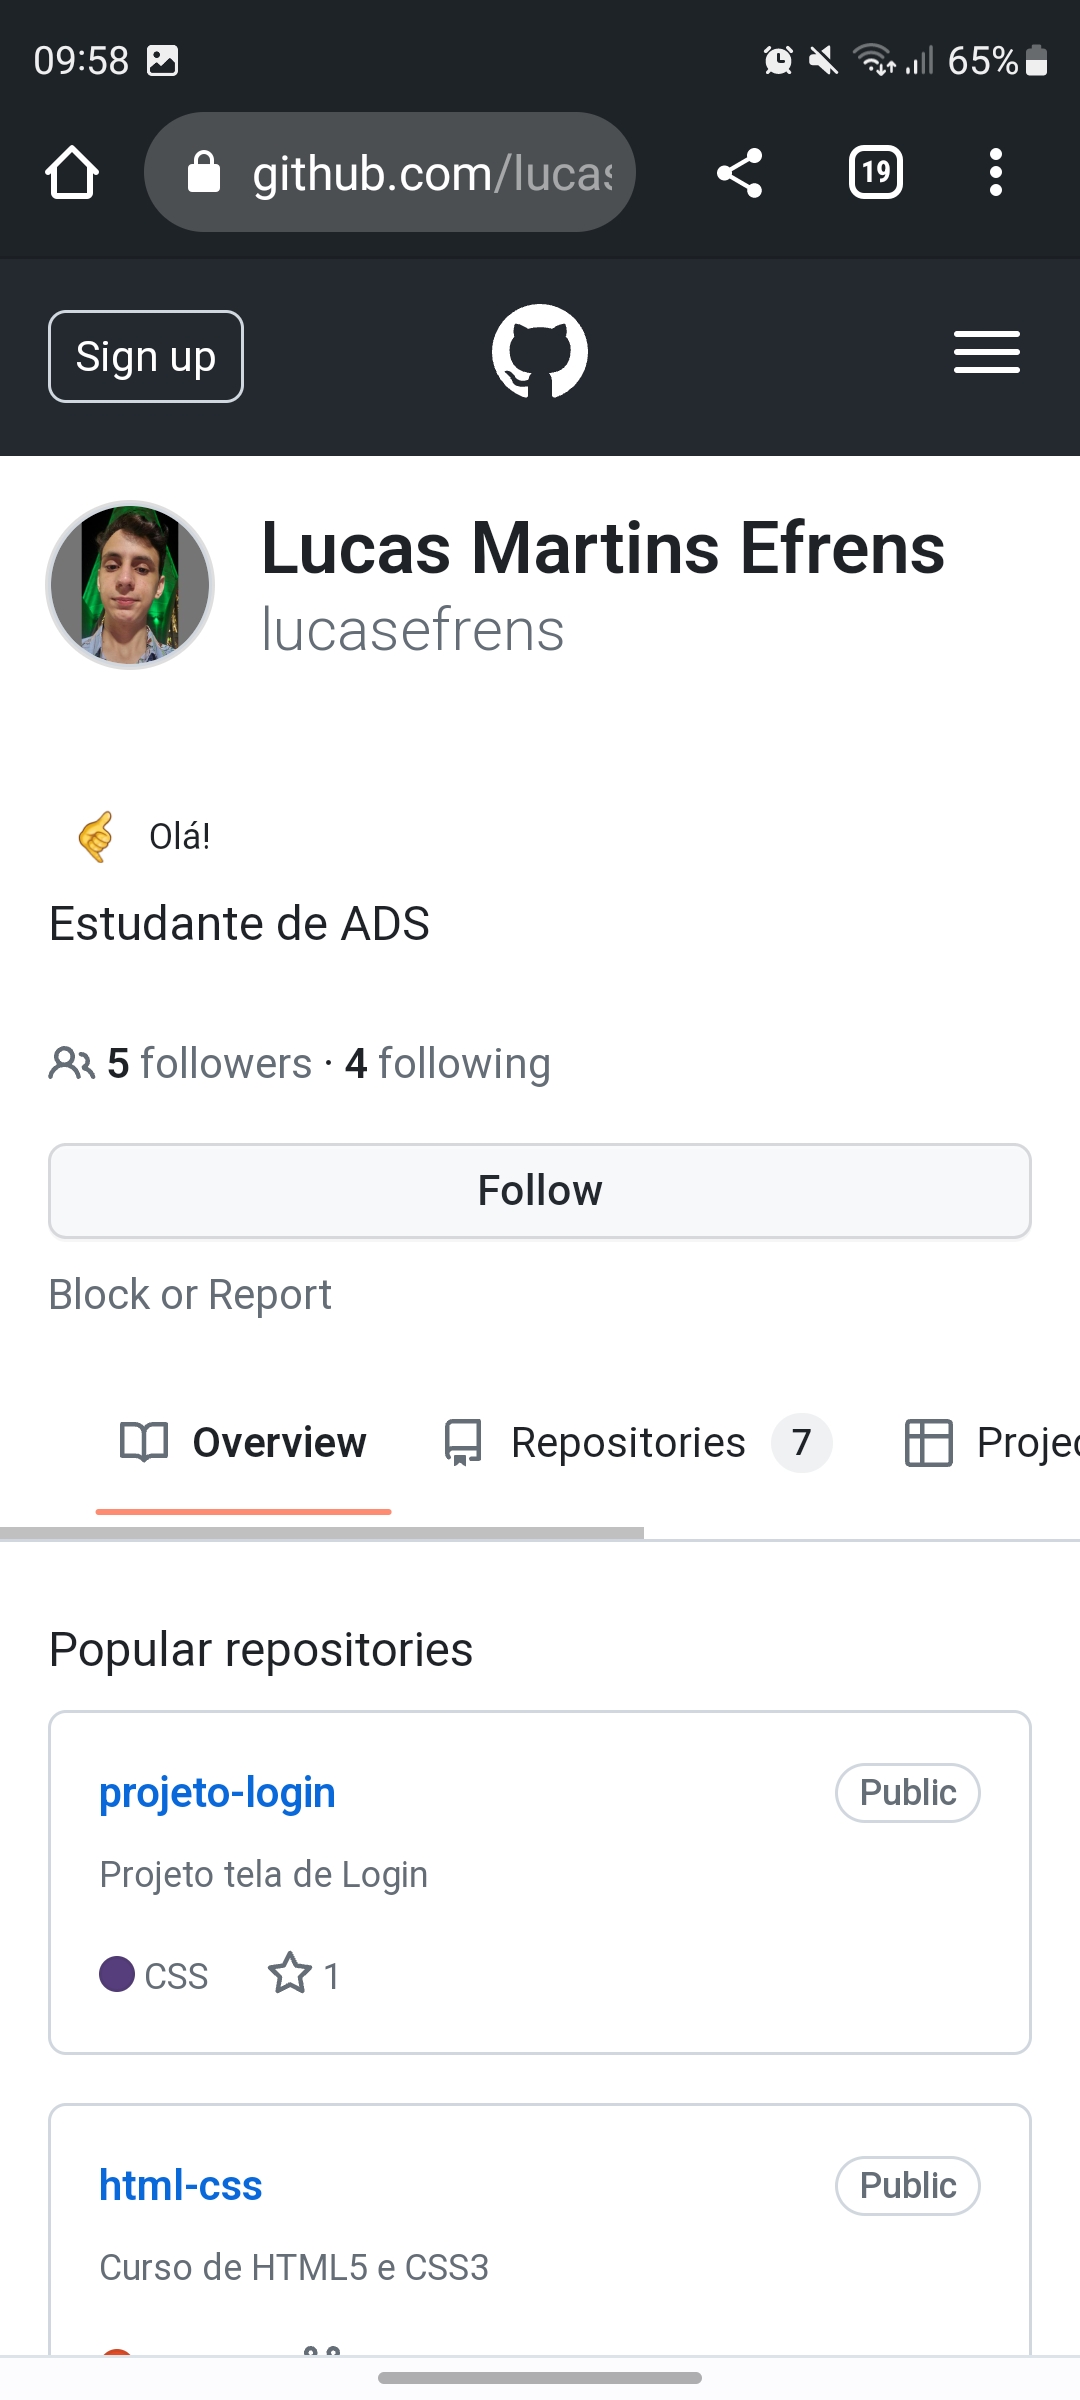 09:58 65%
github.com/lucas 19
Sign up
Lucas Martins Efrens
lucasefrens
Olá!
Estudante de ADS
5 followers · 4 following
Follow
Block or Report
Overview Repositories 7 Projec
Popular repositories
projeto-login Public
Projeto tela de Login
CSS 1
html-css Public
Curso de HTML5 e CSS3